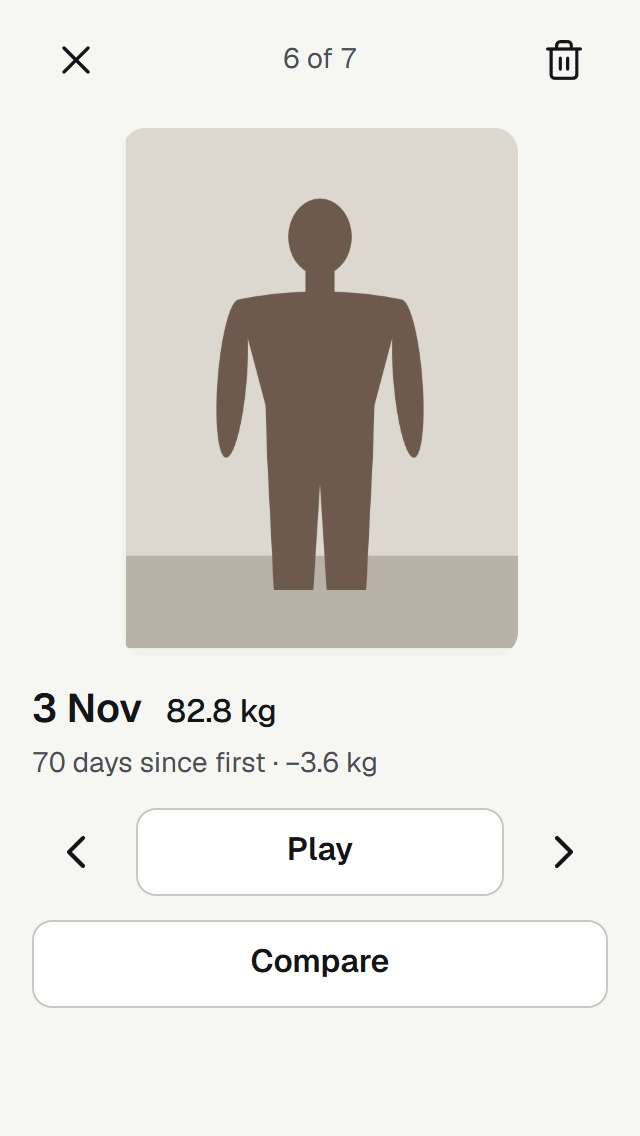 6 of 7
3 Nov 82.8 kg
70 days since first · −3.6 kg
Play
Compare